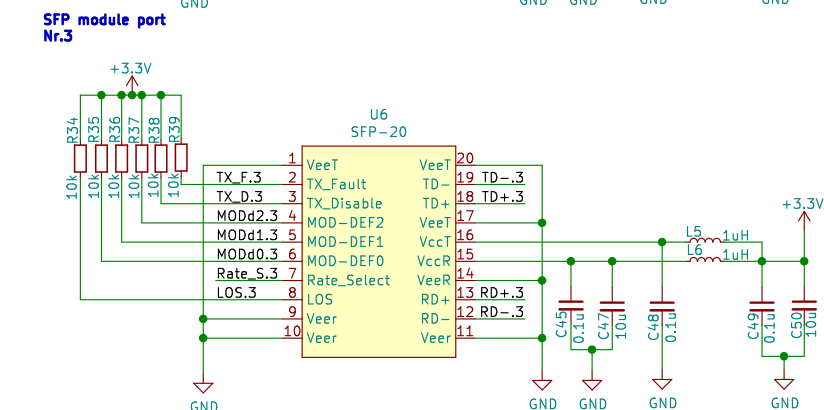 GND
GND
GND
GND
GND
SFP module port
Nr.3
+3.3V
R34
R35
R36
R37
R38
R39
10k
10k
10k
10k
10k
10k
U6
SFP-20
1 VeeT
TX_F.3 2 TX_Fault
TX_D.3 3 TX_Disable
MODd2.3 4 MOD-DEF2
MODd1.3 5 MOD-DEF1
MODd0.3 6 MOD-DEF0
Rate_S.3 7 Rate_Select
LOS.3 8 LOS
9 Veer
10 Veer
VeeT 20
TD- 19 TD-.3
TD+ 18 TD+.3
VeeT 17
VccT 16
VccR 15
VeeR 14
RD+ 13 RD+.3
RD- 12 RD-.3
Veer 11
L5 1uH
L6 1uH
+3.3V
C45 0.1u
C47 10u
C48 0.1u
C49 0.1u
C50 10u
GND
GND
GND
GND
GND